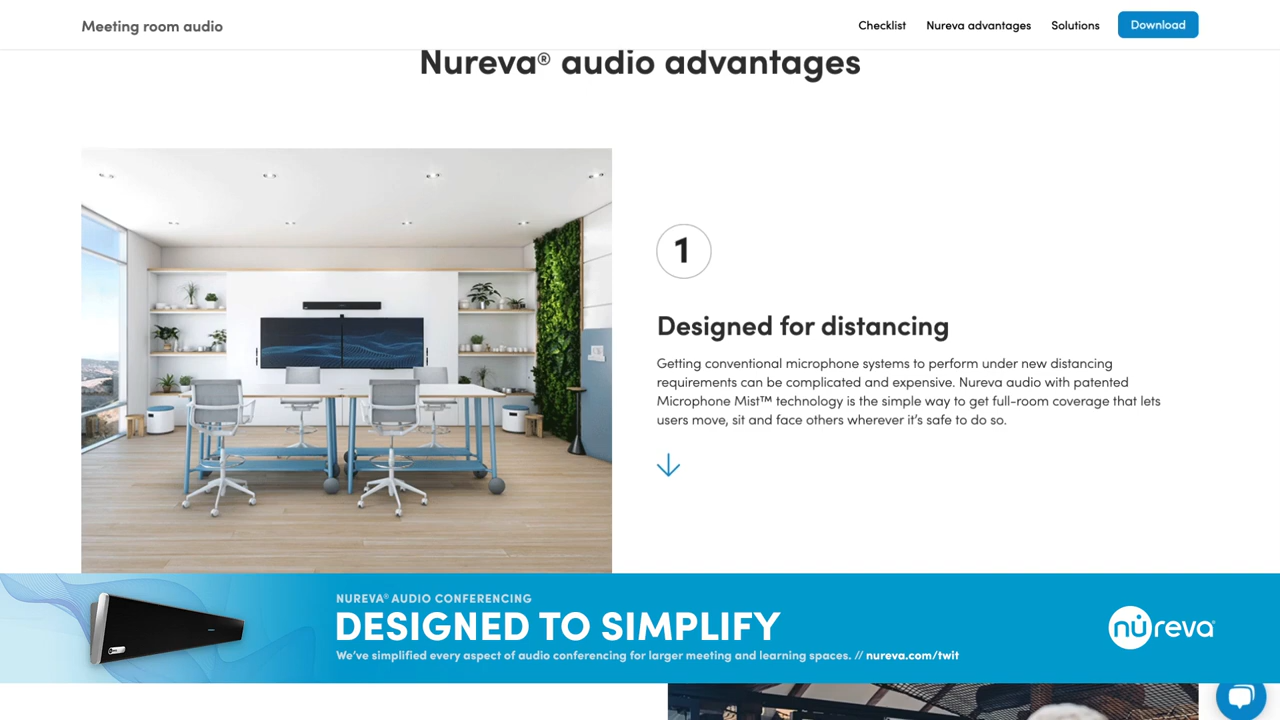 Meeting room audio
Checklist
Nureva advantages
Solutions
Download
Nureva® audio advantages
1
Designed for distancing
Getting conventional microphone systems to perform under new distancing
requirements can be complicated and expensive. Nureva audio with patented
Microphone Mist™ technology is the simple way to get full-room coverage that lets
users move, sit and face others wherever it's safe to do so.
NUREVA® AUDIO CONFERENCING
DESIGNED TO SIMPLIFY
We've simplified every aspect of audio conferencing for larger meeting and learning spaces. // nureva.com/twit
nureva®